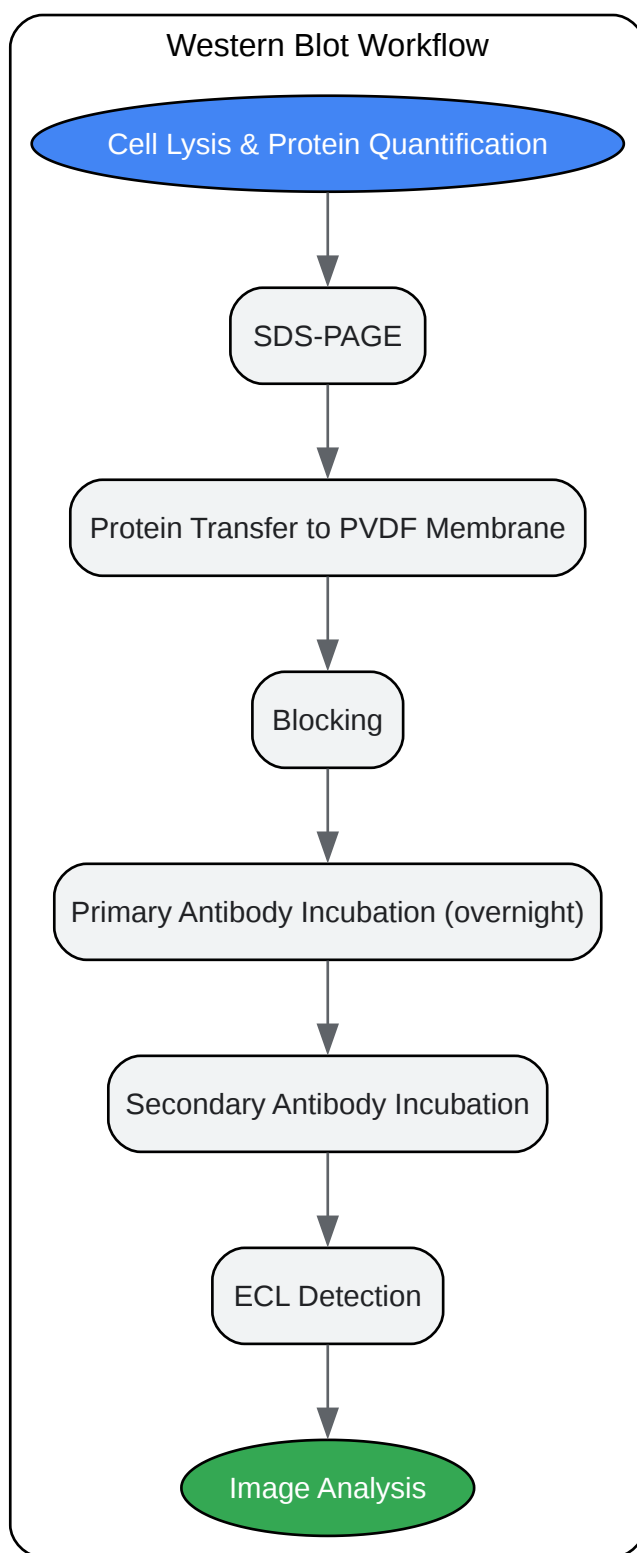 Western Blot Workflow
Cell Lysis & Protein Quantification
SDS-PAGE
Protein Transfer to PVDF Membrane
Blocking
Primary Antibody Incubation (overnight)
Secondary Antibody Incubation
ECL Detection
Image Analysis